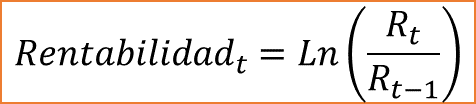 Rentabilidad_t = Ln(R_t / R_{t-1})